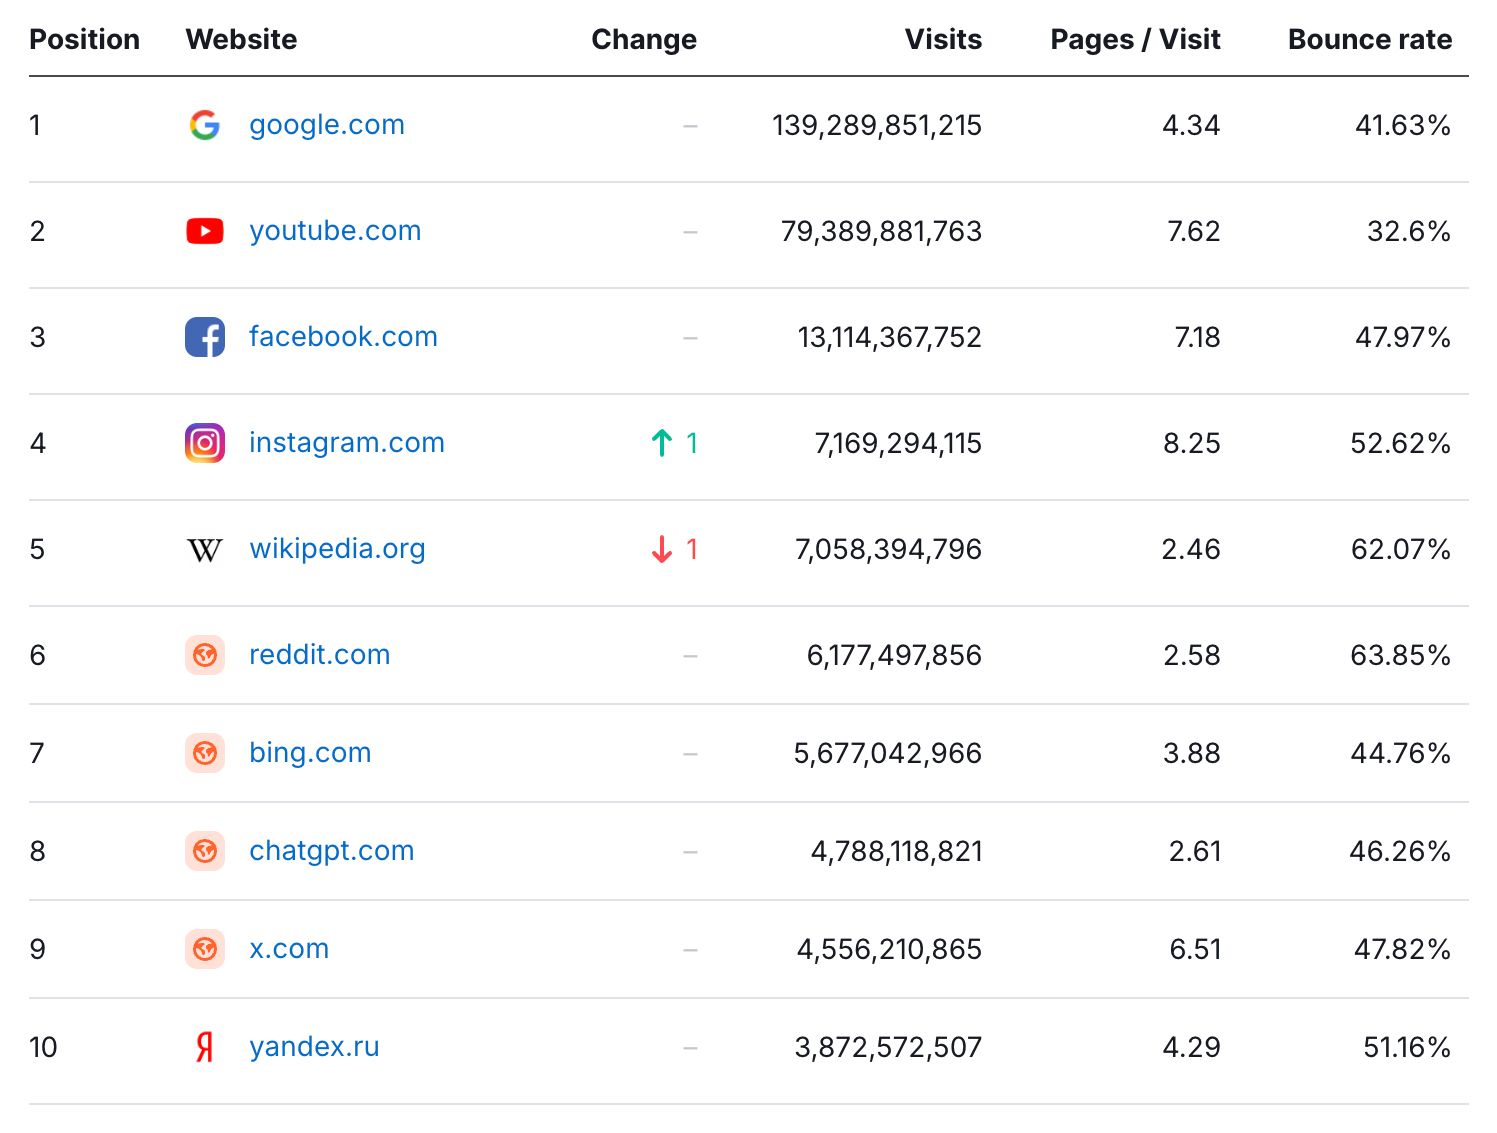 Position Website Change Visits Pages / Visit Bounce rate
1 google.com – 139,289,851,215 4.34 41.63%
2 youtube.com – 79,389,881,763 7.62 32.6%
3 facebook.com – 13,114,367,752 7.18 47.97%
4 instagram.com ↑ 1 7,169,294,115 8.25 52.62%
5 W wikipedia.org ↓ 1 7,058,394,796 2.46 62.07%
6 reddit.com – 6,177,497,856 2.58 63.85%
7 bing.com – 5,677,042,966 3.88 44.76%
8 chatgpt.com – 4,788,118,821 2.61 46.26%
9 x.com – 4,556,210,865 6.51 47.82%
10 Я yandex.ru – 3,872,572,507 4.29 51.16%